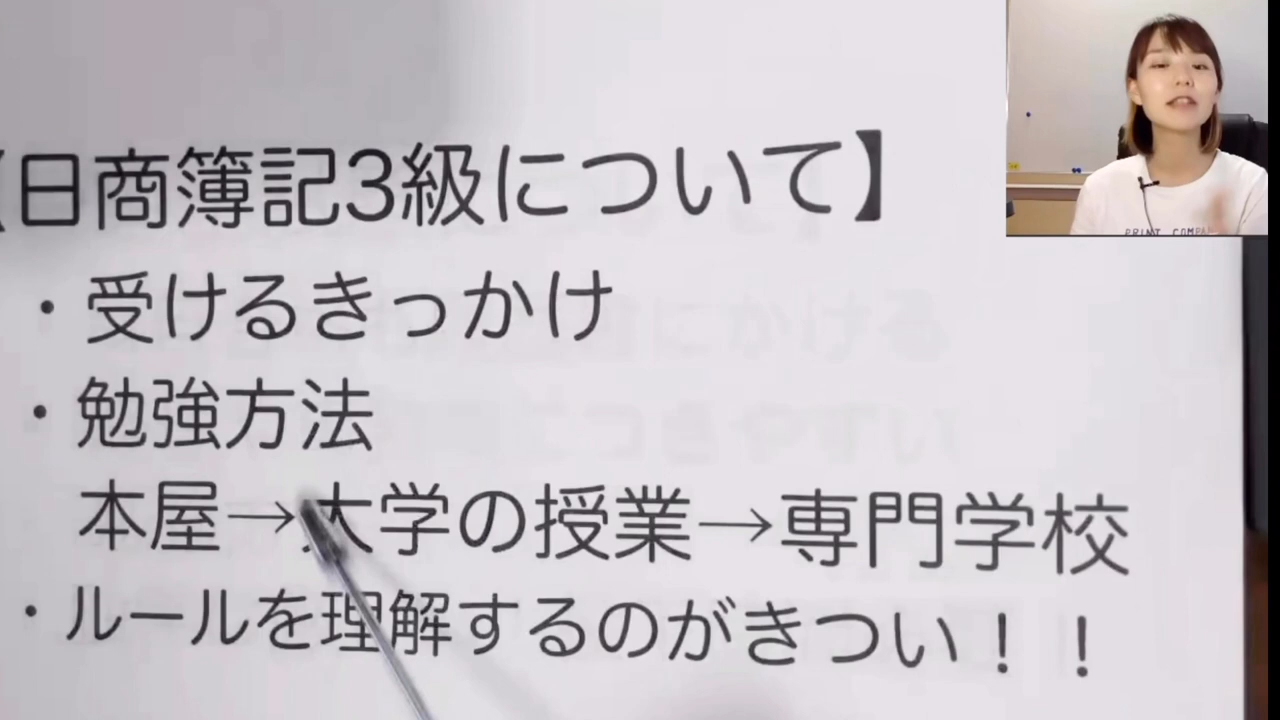 【日商簿記3級について】
・受けるきっかけ
・勉強方法
本屋→大学の授業→専門学校
・ルールを理解するのがきつい！！
PRINT COMPA